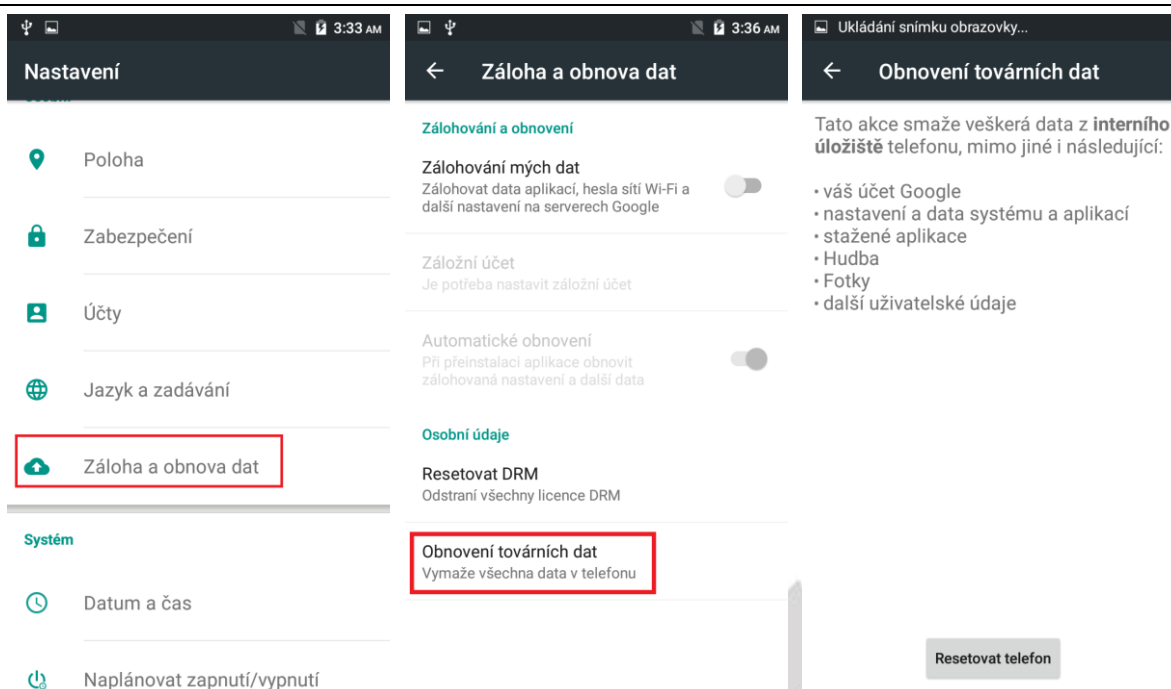 3:33 AM
Nastavení
Poloha
Zabezpečení
Účty
Jazyk a zadávání
Záloha a obnova dat
Systém
Datum a čas
Naplánovat zapnutí/vypnutí
3:36 AM
Záloha a obnova dat
Zálohování a obnovení
Zálohování mých dat
Zálohovat data aplikací, hesla sítí Wi-Fi a
další nastavení na serverech Google
Záložní účet
Je potřeba nastavit záložní účet
Automatické obnovení
Při přeinstalaci aplikace obnovit
zálohovaná nastavení a další data
Osobní údaje
Resetovat DRM
Odstraní všechny licence DRM
Obnovení továrních dat
Vymaže všechna data v telefonu
Ukládání snímku obrazovky...
Obnovení továrních dat
Tato akce smaže veškerá data z interního
úložiště telefonu, mimo jiné i následující:
• váš účet Google
• nastavení a data systému a aplikací
• stažené aplikace
• Hudba
• Fotky
• další uživatelské údaje
Resetovat telefon